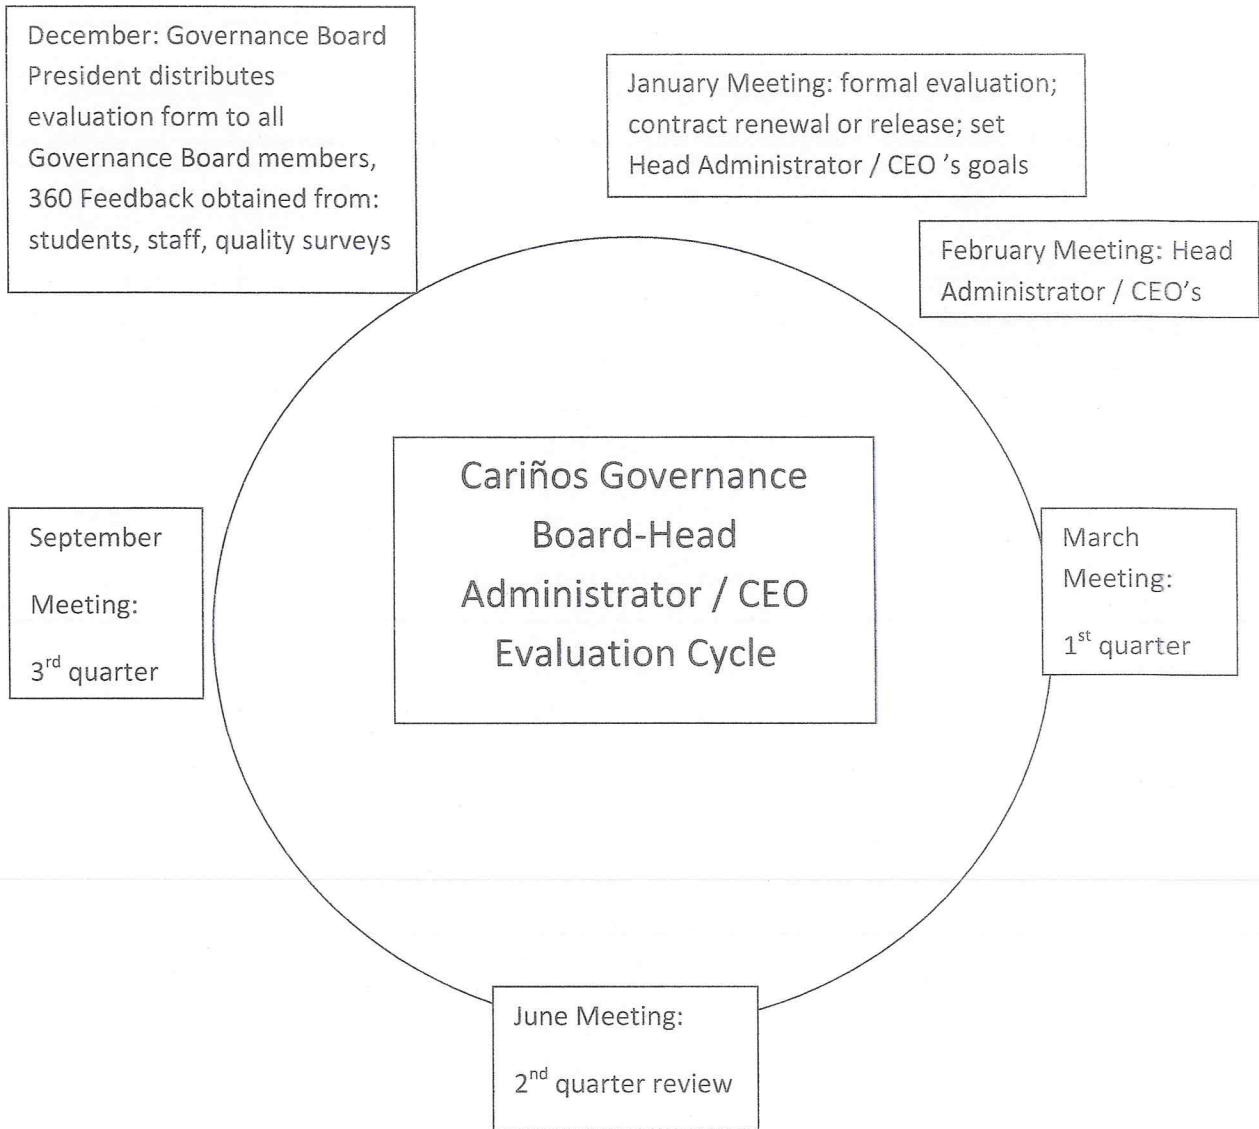 December: Governance Board
President distributes
evaluation form to all
Governance Board members,
360 Feedback obtained from:
students, staff, quality surveys
January Meeting: formal evaluation;
contract renewal or release; set
Head Administrator / CEO 's goals
February Meeting: Head
Administrator / CEO's
Cariños Governance
Board-Head
Administrator / CEO
Evaluation Cycle
September
Meeting:
3rd quarter
March
Meeting:
1st quarter
June Meeting:
2nd quarter review